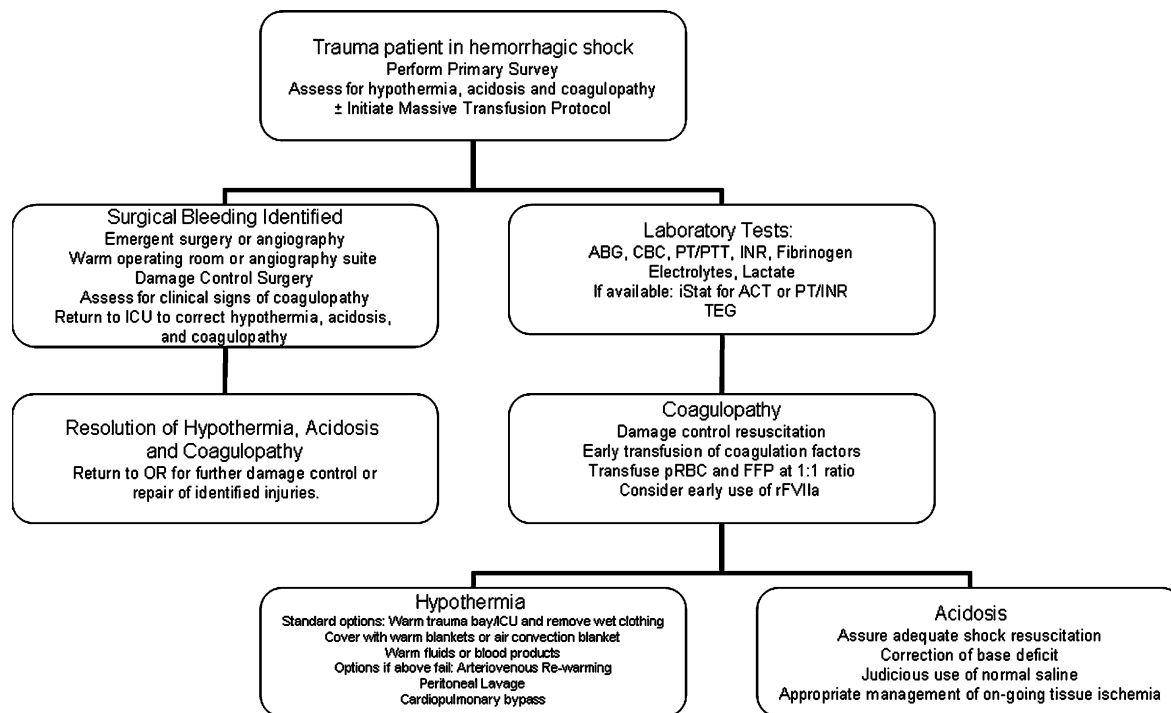 Trauma patient in hemorrhagic shock
Perform Primary Survey
Assess for hypothermia, acidosis and coagulopathy
± Initiate Massive Transfusion Protocol
Surgical Bleeding Identified
Emergent surgery or angiography
Warm operating room or angiography suite
Damage Control Surgery
Assess for clinical signs of coagulopathy
Return to ICU to correct hypothermia, acidosis,
and coagulopathy
Laboratory Tests:
ABG, CBC, PT/PTT, INR, Fibrinogen
Electrolytes, Lactate
If available: iStat for ACT or PT/INR
TEG
Resolution of Hypothermia, Acidosis
and Coagulopathy
Return to OR for further damage control or
repair of identified injuries.
Coagulopathy
Damage control resuscitation
Early transfusion of coagulation factors
Transfuse pRBC and FFP at 1:1 ratio
Consider early use of rFVIIa
Hypothermia
Standard options: Warm trauma bay/ICU and remove wet clothing
Cover with warm blankets or air convection blanket
Warm fluids or blood products
Options if above fail: Arteriovenous Re-warming
Peritoneal Lavage
Cardiopulmonary bypass
Acidosis
Assure adequate shock resuscitation
Correction of base deficit
Judicious use of normal saline
Appropriate management of on-going tissue ischemia